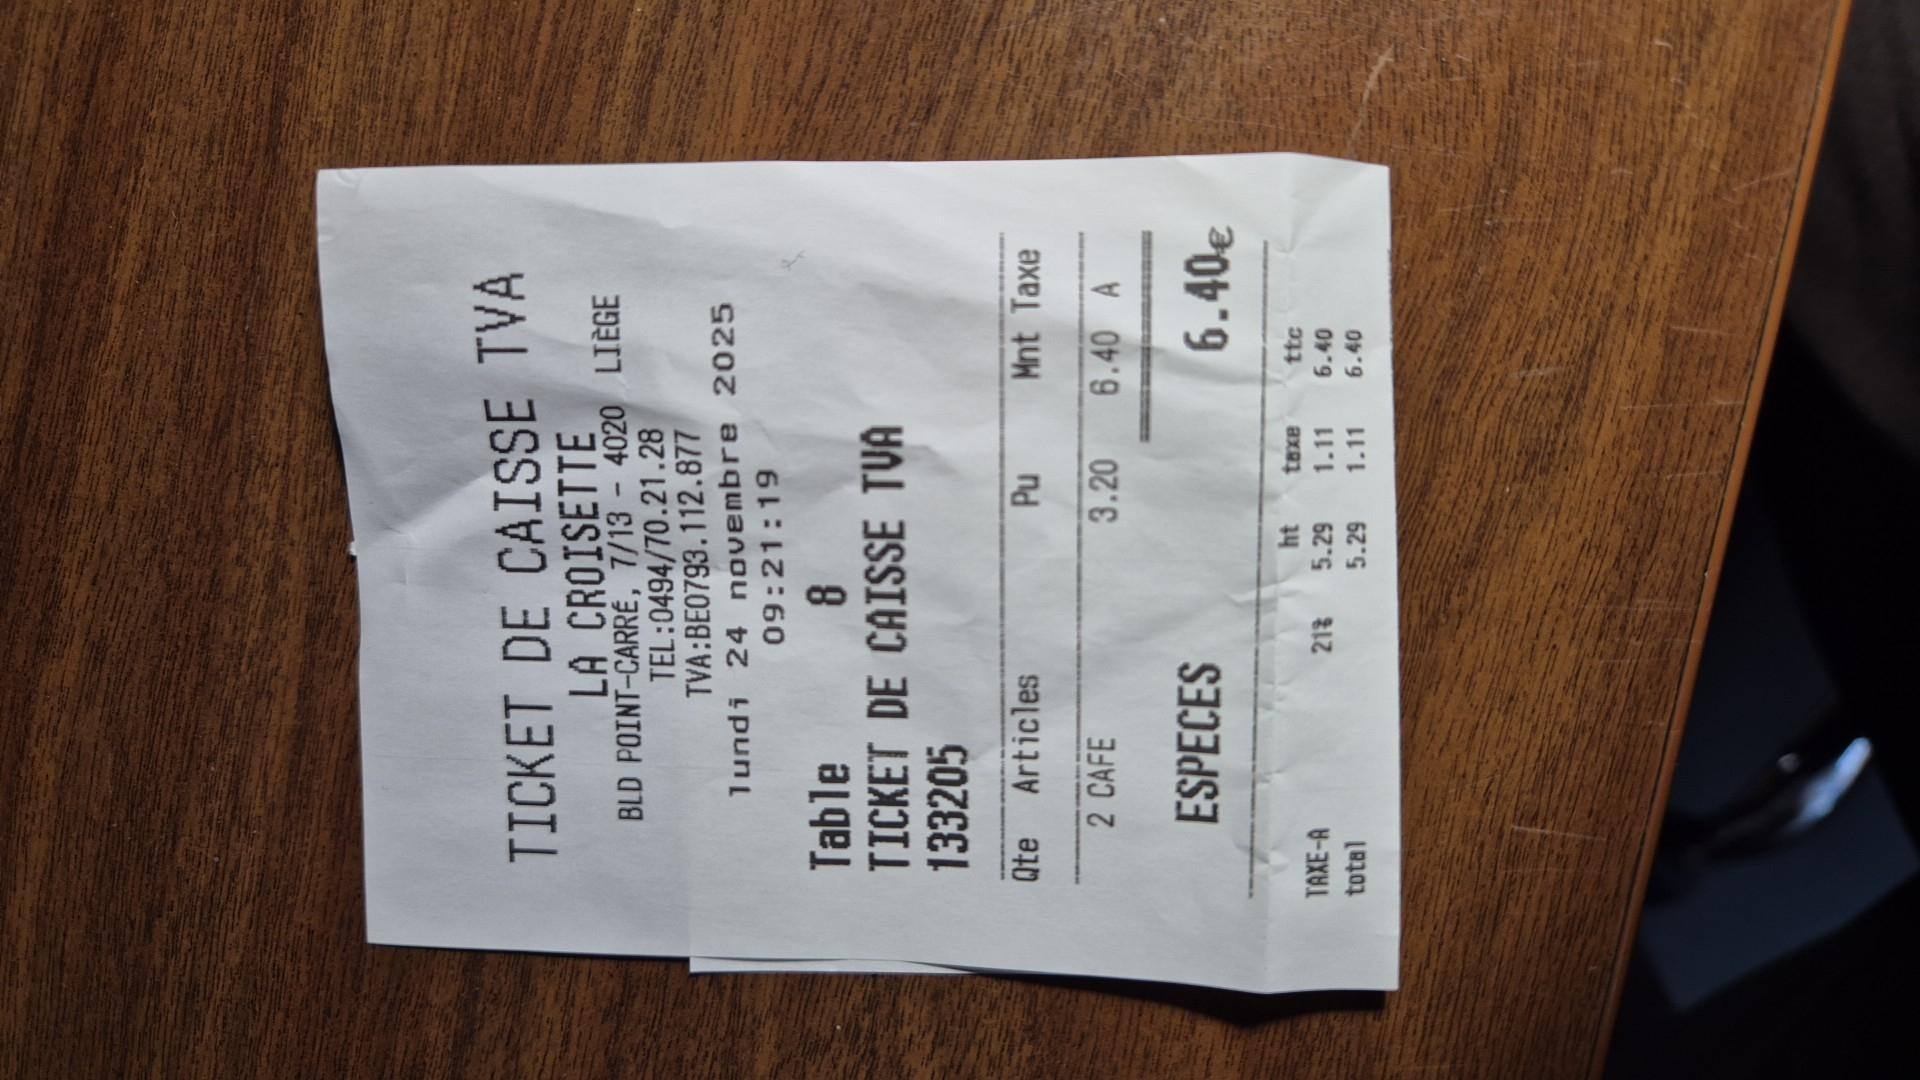 TICKET DE CAISSE TVA
LA CROISETTE
BLD POINT-CARRÉ, 7/13 - 4020 LIÈGE
TEL:0494/70.21.28
TVA:BE0793.112.877
lundi 24 novembre 2025
09:21:19
Table 8
TICKET DE CAISSE TVA
133205
Qte Articles Pu Mnt Taxe
2 CAFE 3.20 6.40 A
ESPECES 6.40€
ht taxe ttc
TAXE-A 21% 5.29 1.11 6.40
total 5.29 1.11 6.40